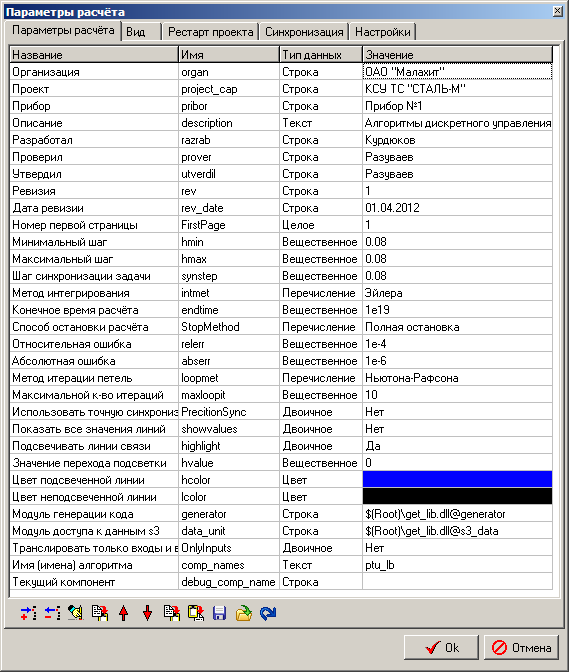 Параметры расчёта
Параметры расчёта Вид Рестарт проекта Синхронизация Настройки
Название Имя Тип данных Значение
Организация organ Строка ОАО "Малахит"
Проект project_cap Строка КСУ ТС "СТАЛЬ-М"
Прибор pribor Строка Прибор №1
Описание description Текст Алгоритмы дискретного управления
Разработал razrab Строка Курдюков
Проверил prover Строка Разуваев
Утвердил utverdil Строка Разуваев
Ревизия rev Строка 1
Дата ревизии rev_date Строка 01.04.2012
Номер первой страницы FirstPage Целое 1
Минимальный шаг hmin Вещественное 0.08
Максимальный шаг hmax Вещественное 0.08
Шаг синхронизации задачи synstep Вещественное 0.08
Метод интегрирования intmet Перечисление Эйлера
Конечное время расчёта endtime Вещественное 1e19
Способ остановки расчёта StopMethod Перечисление Полная остановка
Относительная ошибка relerr Вещественное 1e-4
Абсолютная ошибка abserr Вещественное 1e-6
Метод итерации петель loopmet Перечисление Ньютона-Рафсона
Максимальной к-во итераций maxloopit Вещественное 10
Использовать точную синхрониз PrecitionSync Двоичное Нет
Показать все значения линий showvalues Двоичное Нет
Подсвечивать линии связи highlight Двоичное Да
Значение перехода подсветки hvalue Вещественное 0
Цвет подсвеченной линии hcolor Цвет
Цвет неподсвеченной линии lcolor Цвет
Модуль генерации кода generator Строка $(Root)\get_lib.dll@generator
Модуль доступа к данным s3 data_unit Строка $(Root)\get_lib.dll@s3_data
Транслировать только входы и в OnlyInputs Двоичное Нет
Имя (имена) алгоритма comp_names Текст ptu_lb
Текущий компонент debug_comp_name Строка
Ok Отмена